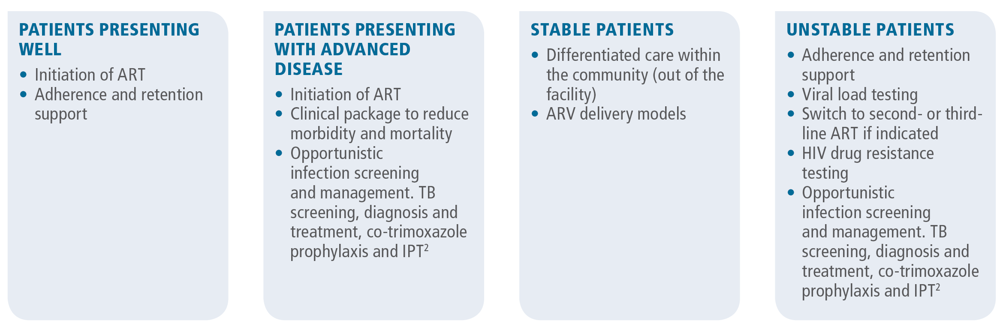 PATIENTS PRESENTING
WELL
• Initiation of ART
• Adherence and retention
support
PATIENTS PRESENTING
WITH ADVANCED
DISEASE
• Initiation of ART
• Clinical package to reduce
morbidity and mortality
• Opportunistic
infection screening
and management. TB
screening, diagnosis and
treatment, co-trimoxazole
prophylaxis and IPT²
STABLE PATIENTS
• Differentiated care within
the community (out of the
facility)
• ARV delivery models
UNSTABLE PATIENTS
• Adherence and retention
support
• Viral load testing
• Switch to second- or third-
line ART if indicated
• HIV drug resistance
testing
• Opportunistic
infection screening
and management. TB
screening, diagnosis and
treatment, co-trimoxazole
prophylaxis and IPT²